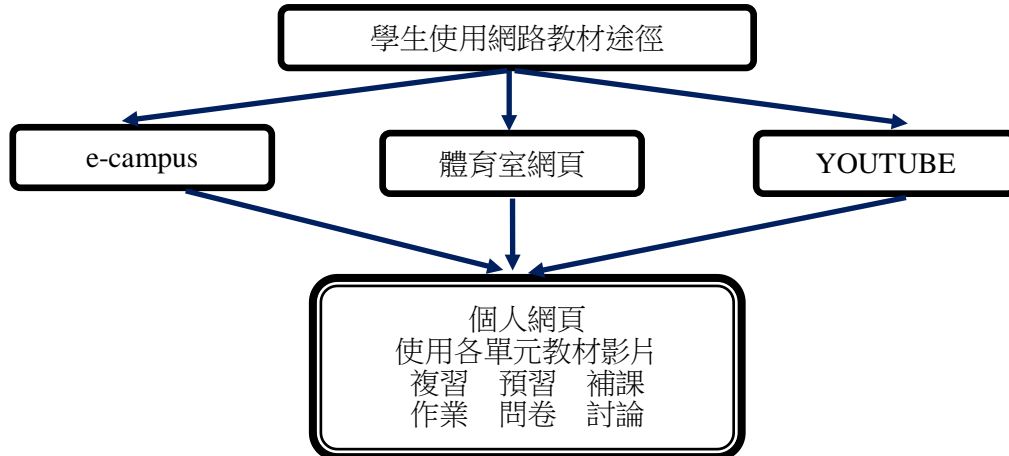 學生使用網路教材途徑
e-campus
體育室網頁
YOUTUBE
個人網頁
使用各單元教材影片
複習 預習 補課
作業 問卷 討論